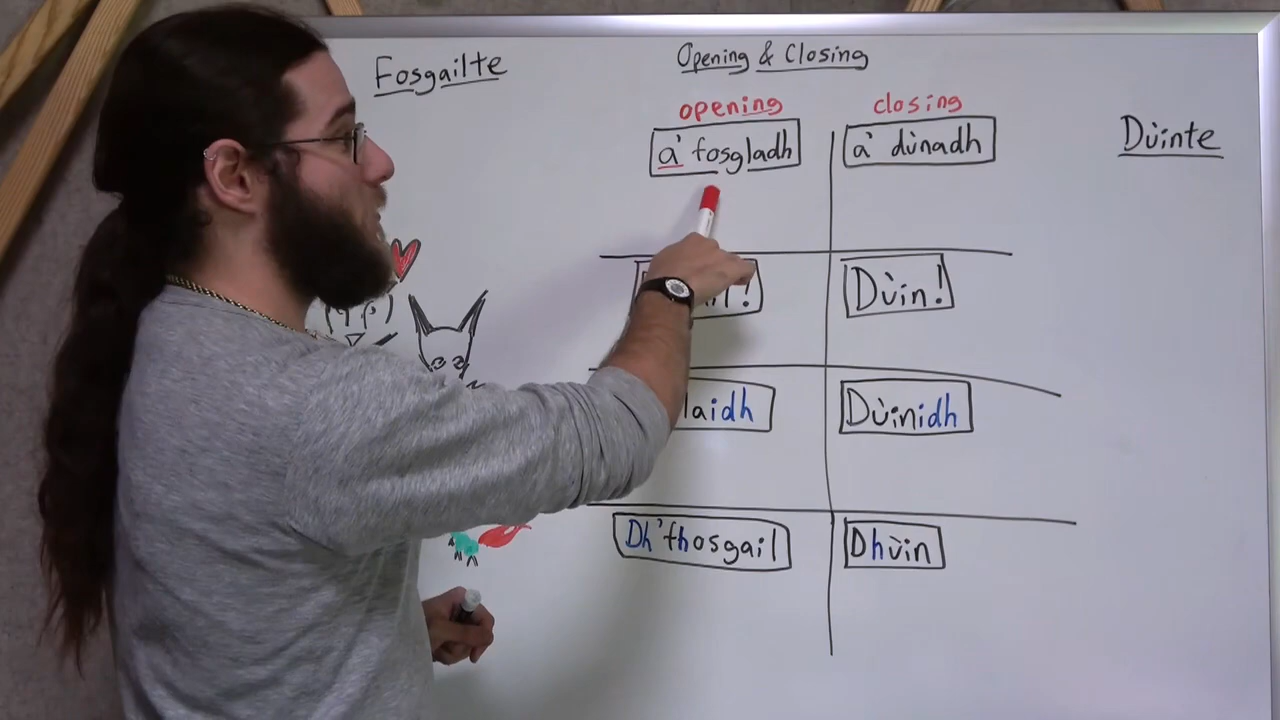 Fosgailte
Opening & Closing
opening closing
a' fosgladh a' dùnadh
Dùinte
Dùin!
Dùinidh
Dh'fhosgail Dhùin